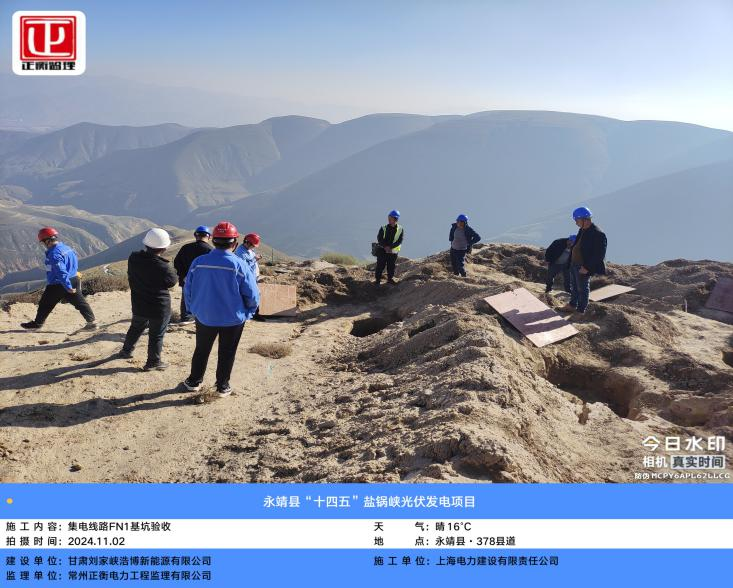 正衡监理
今日水印
相机 真实时间
防伪 MCPY6APL67LLCG
永靖县“十四五”盐锅峡光伏发电项目
施工内容：集电线路FN1基坑验收
天 气：晴 16℃
拍摄时间：2024.11.02
地 点：永靖县·378县道
建设单位：甘肃刘家峡浩博新能源有限公司
施工单位：上海电力建设有限责任公司
监理单位：常州正衡电力工程监理有限公司